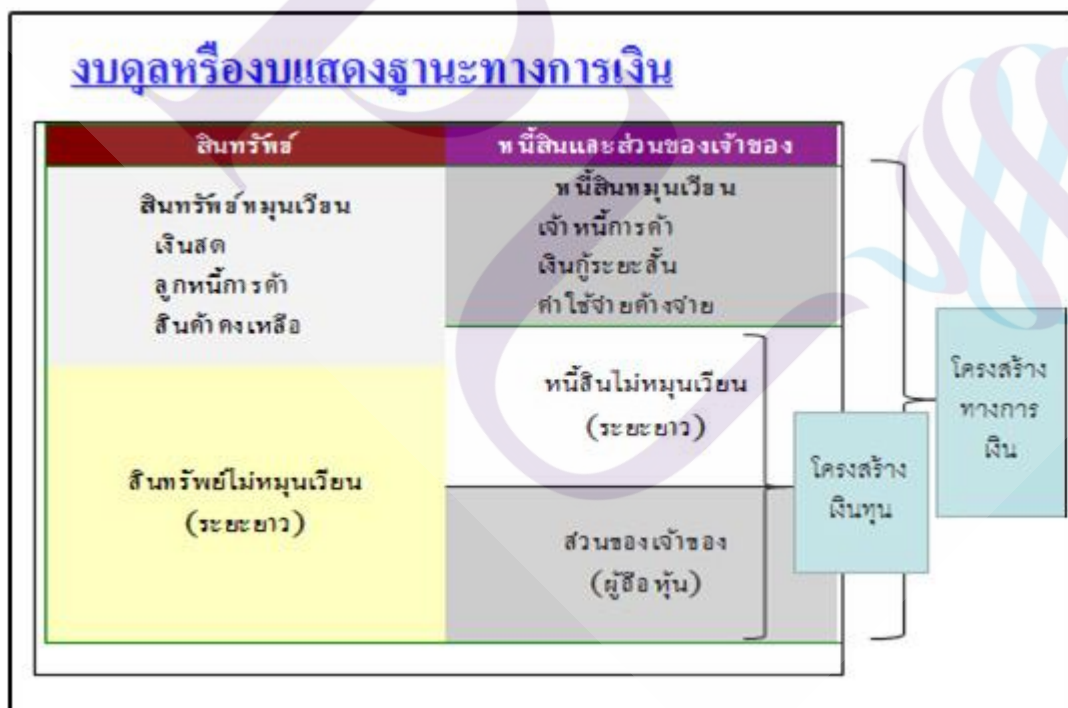 งบดุลหรืองบแสดงฐานะทางการเงิน
สินทรัพย์
หนี้สินและส่วนของเจ้าของ
สินทรัพย์หมุนเวียน
เงินสด
ลูกหนี้การค้า
สินค้าคงเหลือ
สินทรัพย์ไม่หมุนเวียน
(ระยะยาว)
หนี้สินหมุนเวียน
เจ้าหนี้การค้า
เงินกู้ระยะสั้น
ค่าใช้จ่ายค้างจ่าย
หนี้สินไม่หมุนเวียน
(ระยะยาว)
ส่วนของเจ้าของ
(ผู้ถือหุ้น)
โครงสร้าง
เงินทุน
โครงสร้าง
ทางการ
เงิน